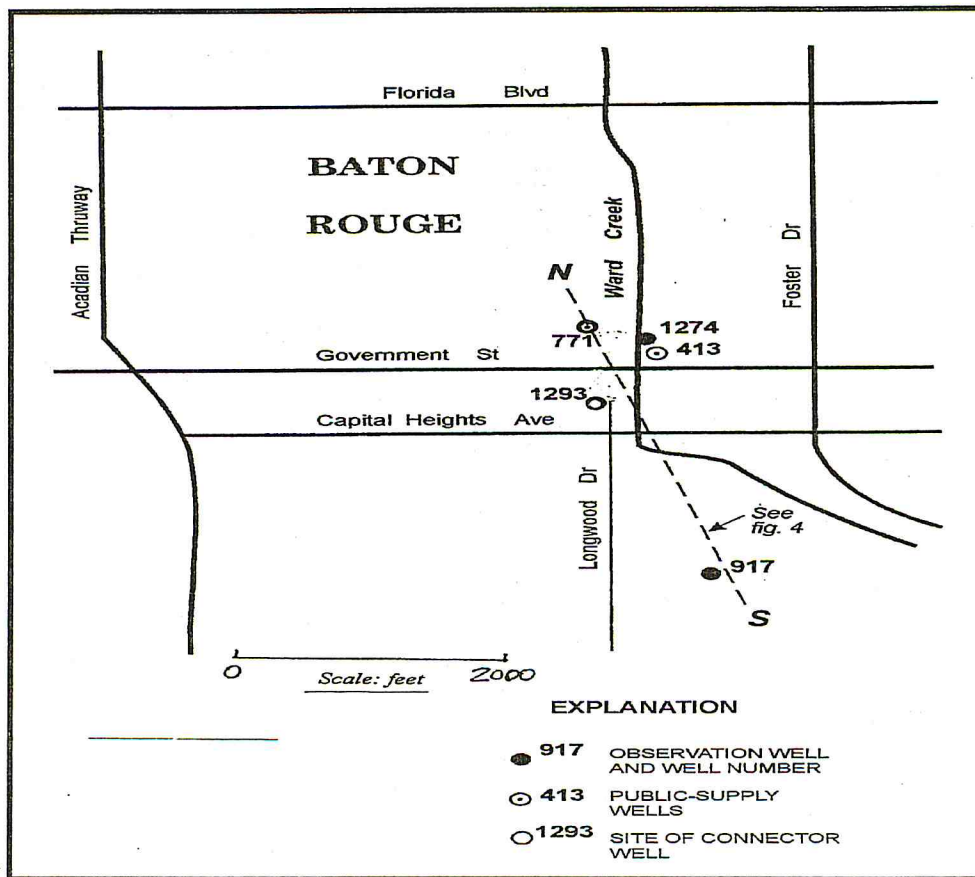 Florida Blvd
BATON
ROUGE
Acadian Thruway
Ward Creek
Foster Dr
N
771
1274
413
Government St
1293
Capital Heights Ave
Longwood Dr
See
fig. 4
917
S
0 2000
Scale: feet
EXPLANATION
917 OBSERVATION WELL
AND WELL NUMBER
413 PUBLIC-SUPPLY
WELLS
1293 SITE OF CONNECTOR
WELL